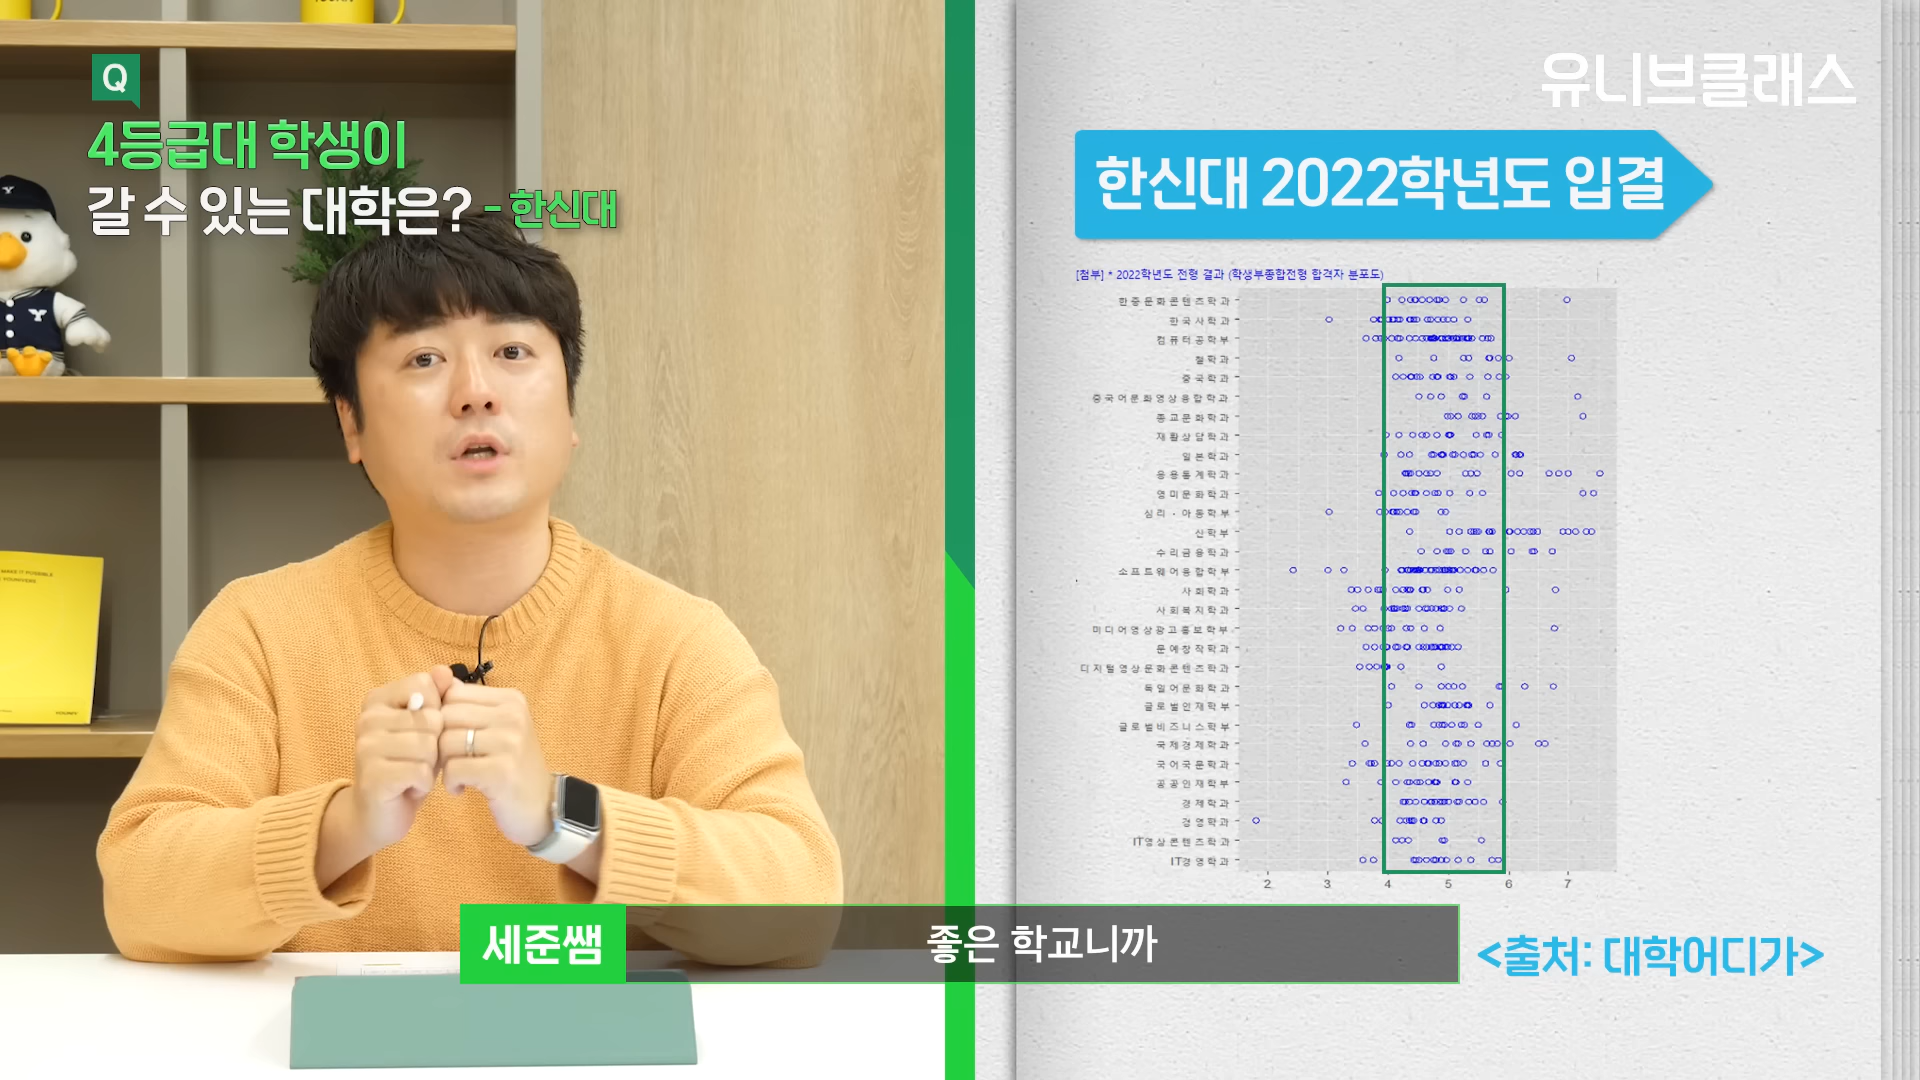 Q
4등급대 학생이
갈 수 있는 대학은? - 한신대
유니브클래스
한신대 2022학년도 입결
[첨부] * 2022학년도 전형 결과 (학생부종합전형 합격자 분포도)
한중문화콘텐츠학과
한국사학과
컴퓨터공학부
철학과
중국학과
중국어문화영상융합학과
종교문화학과
재활상담학과
일본학과
응용통계학과
영미문화학과
심리·아동학부
신학부
수리금융학과
소프트웨어융합학부
사회학과
사회복지학과
미디어영상광고홍보학부
문예창작학과
디지털영상문화콘텐츠학과
독일어문화학과
글로벌인재학부
글로벌비즈니스학부
국제경제학과
국어국문학과
공공인재학부
경제학과
경영학과
IT영상콘텐츠학과
IT경영학과
2 3 4 5 6 7
세준쌤 좋은 학교니까
<출처: 대학어디가>